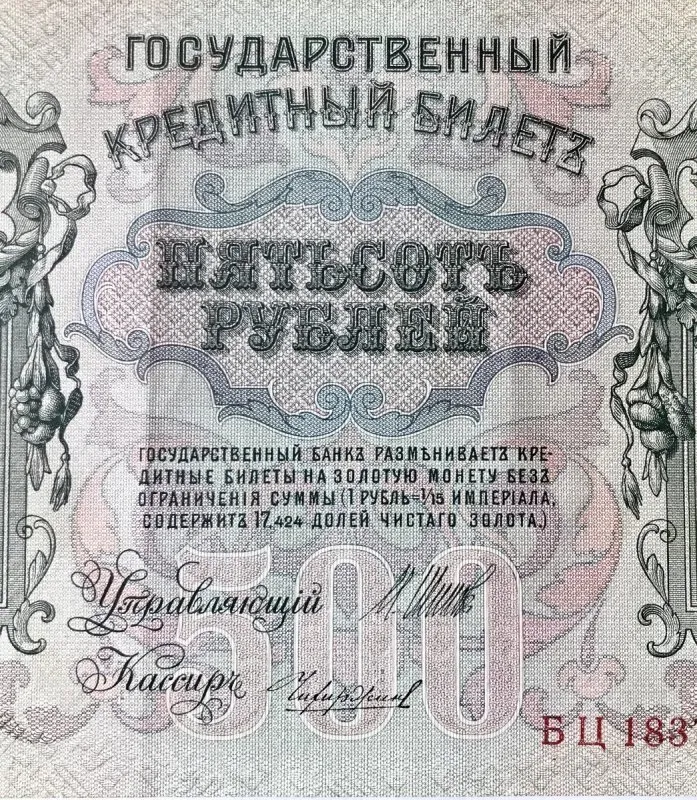 ГОСУДАРСТВЕННЫЙ
КРЕДИТНЫЙ БИЛЕТЪ
ПЯТЬСОТЪ
РУБЛЕЙ
ГОСУДАРСТВЕННЫЙ БАНКЪ РАЗМѢНИВАЕТЪ КРЕ-
ДИТНЫЕ БИЛЕТЫ НА ЗОЛОТУЮ МОНЕТУ БЕЗЪ
ОГРАНИЧЕНІЯ СУММЫ (1 РУБЛЬ=1/15 ИМПЕРІАЛА,
СОДЕРЖИТЪ 17,424 ДОЛЕЙ ЧИСТАГО ЗОЛОТА.)
500
Управляющій
Кассиръ
БЦ 183